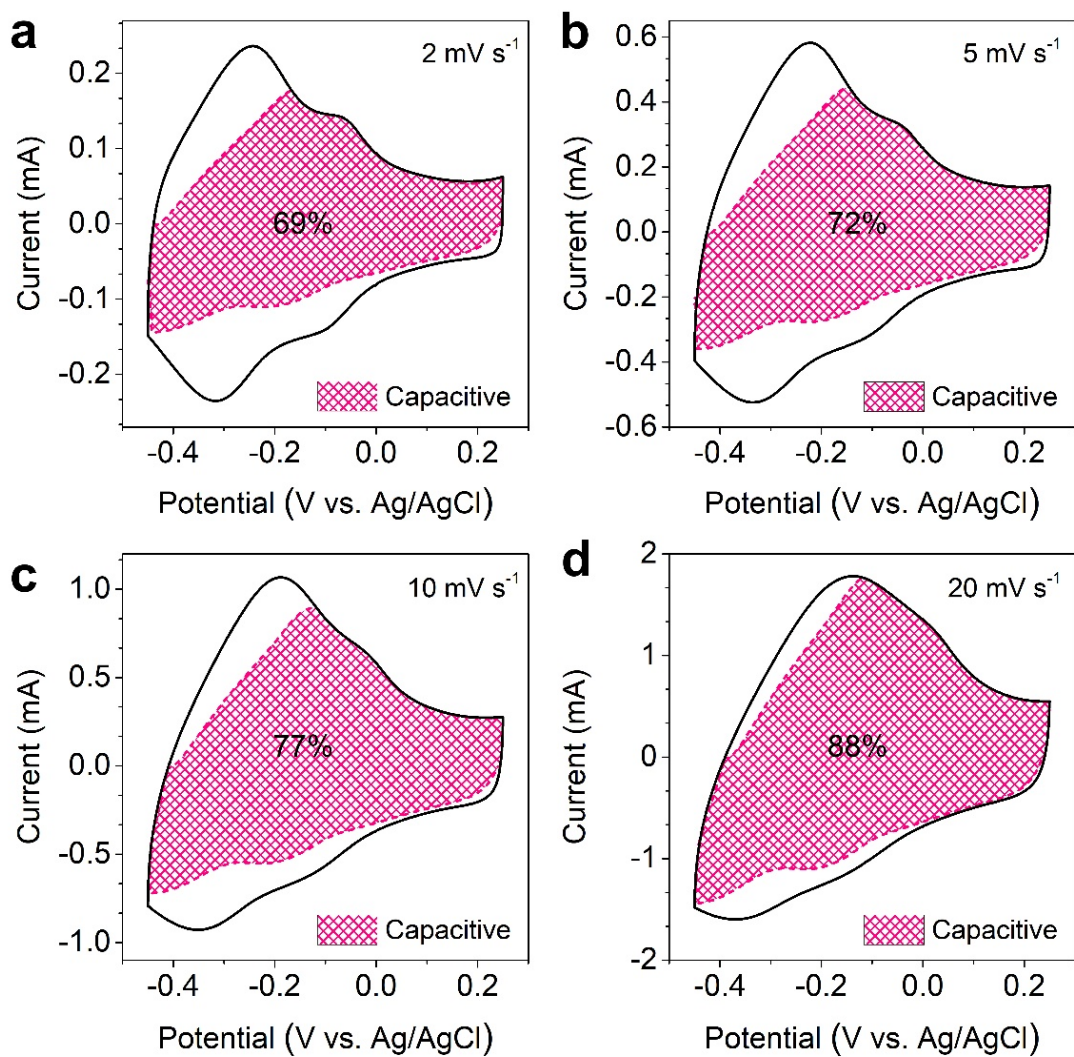 a
2 mV s⁻¹
0.2
0.1
0.0
-0.1
-0.2
Current (mA)
69%
Capacitive
-0.4
-0.2
0.0
0.2
Potential (V vs. Ag/AgCl)
b
5 mV s⁻¹
0.6
0.4
0.2
0.0
-0.2
-0.4
-0.6
Current (mA)
72%
Capacitive
-0.4
-0.2
0.0
0.2
Potential (V vs. Ag/AgCl)
c
10 mV s⁻¹
1.0
0.5
0.0
-0.5
-1.0
Current (mA)
77%
Capacitive
-0.4
-0.2
0.0
0.2
Potential (V vs. Ag/AgCl)
d
20 mV s⁻¹
2
1
0
-1
-2
Current (mA)
88%
Capacitive
-0.4
-0.2
0.0
0.2
Potential (V vs. Ag/AgCl)